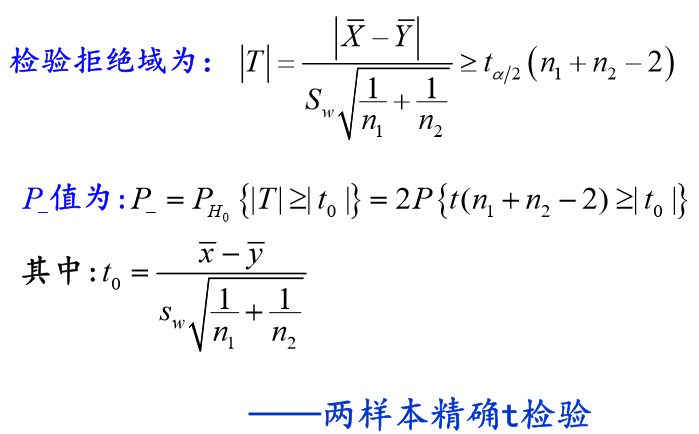 检验拒绝域为: |T| = |X̄ − Ȳ| / (S_w √(1/n₁ + 1/n₂)) ≥ t_{α/2}(n₁ + n₂ − 2)
P_值为: P_ = P_{H₀}{|T| ≥| t₀ |} = 2P{t(n₁ + n₂ − 2) ≥| t₀ |}
其中: t₀ = (x̄ − ȳ) / (s_w √(1/n₁ + 1/n₂))
——两样本精确t检验